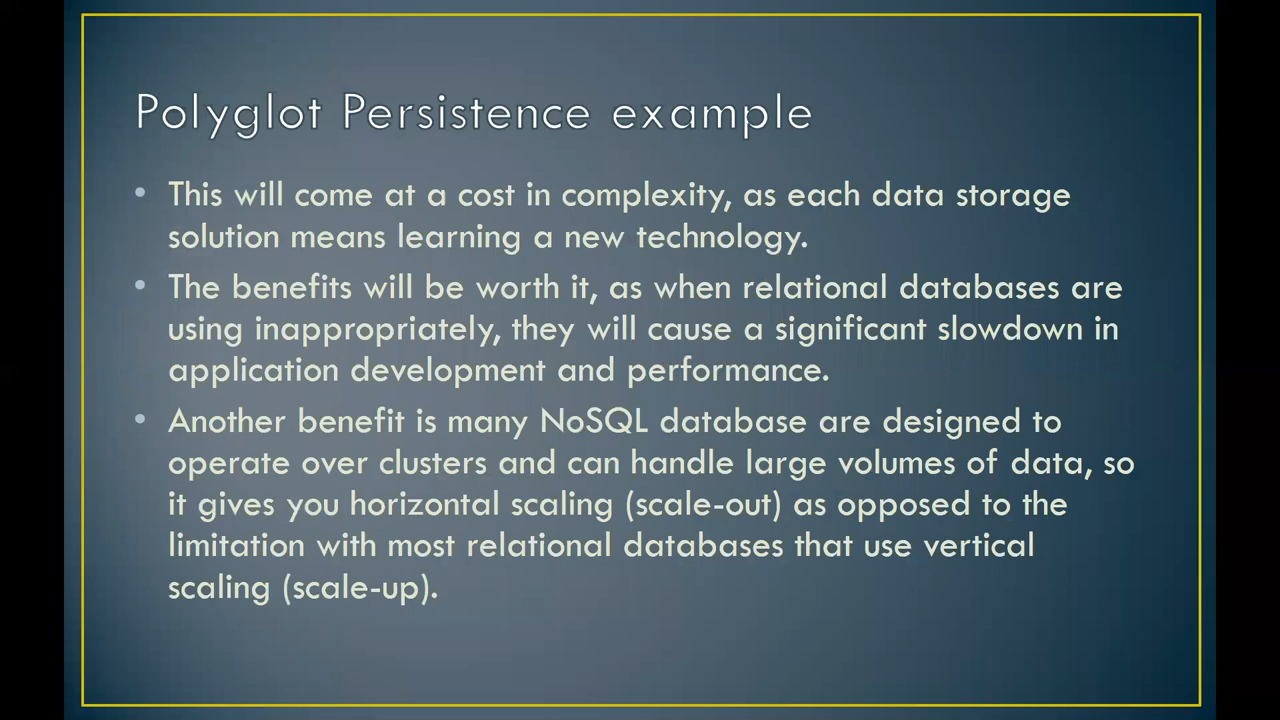 Polyglot Persistence example
• This will come at a cost in complexity, as each data storage
solution means learning a new technology.
• The benefits will be worth it, as when relational databases are
using inappropriately, they will cause a significant slowdown in
application development and performance.
• Another benefit is many NoSQL database are designed to
operate over clusters and can handle large volumes of data, so
it gives you horizontal scaling (scale-out) as opposed to the
limitation with most relational databases that use vertical
scaling (scale-up).